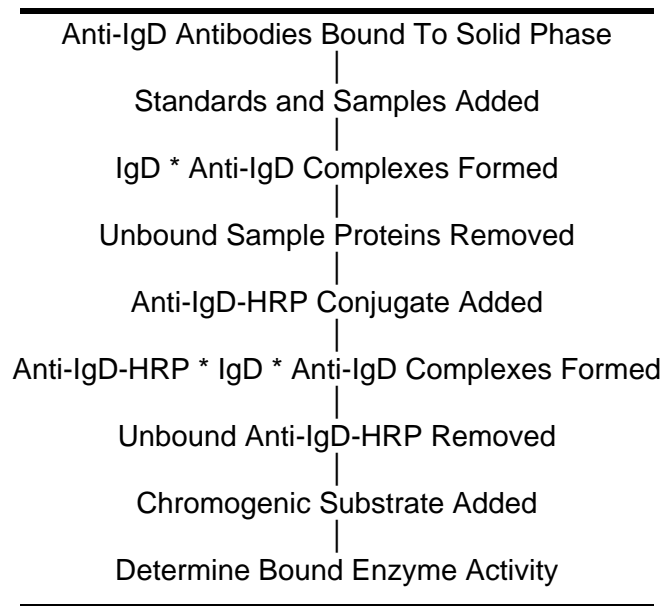 Anti-IgD Antibodies Bound To Solid Phase
Standards and Samples Added
IgD * Anti-IgD Complexes Formed
Unbound Sample Proteins Removed
Anti-IgD-HRP Conjugate Added
Anti-IgD-HRP * IgD * Anti-IgD Complexes Formed
Unbound Anti-IgD-HRP Removed
Chromogenic Substrate Added
Determine Bound Enzyme Activity